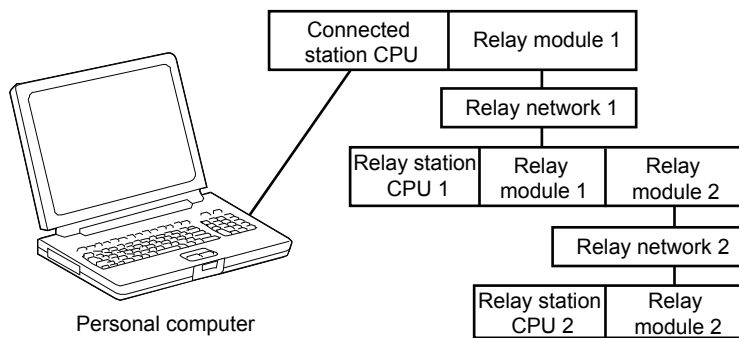 Connected
station CPU
Relay module 1
Relay network 1
Relay station
CPU 1
Relay
module 1
Relay
module 2
Relay network 2
Relay station
CPU 2
Relay
module 2
Personal computer